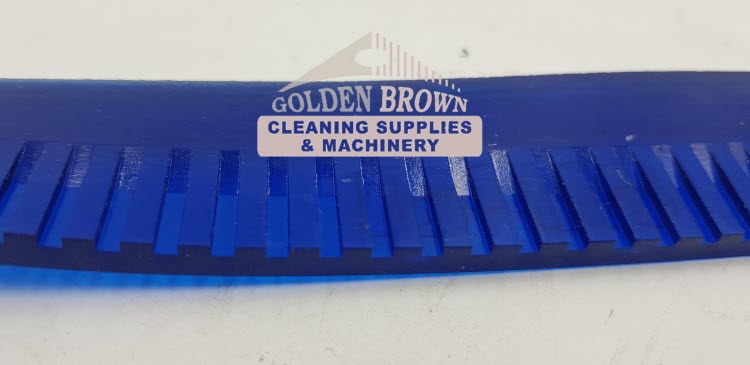 GOLDEN BROWN
CLEANING SUPPLIES
& MACHINERY